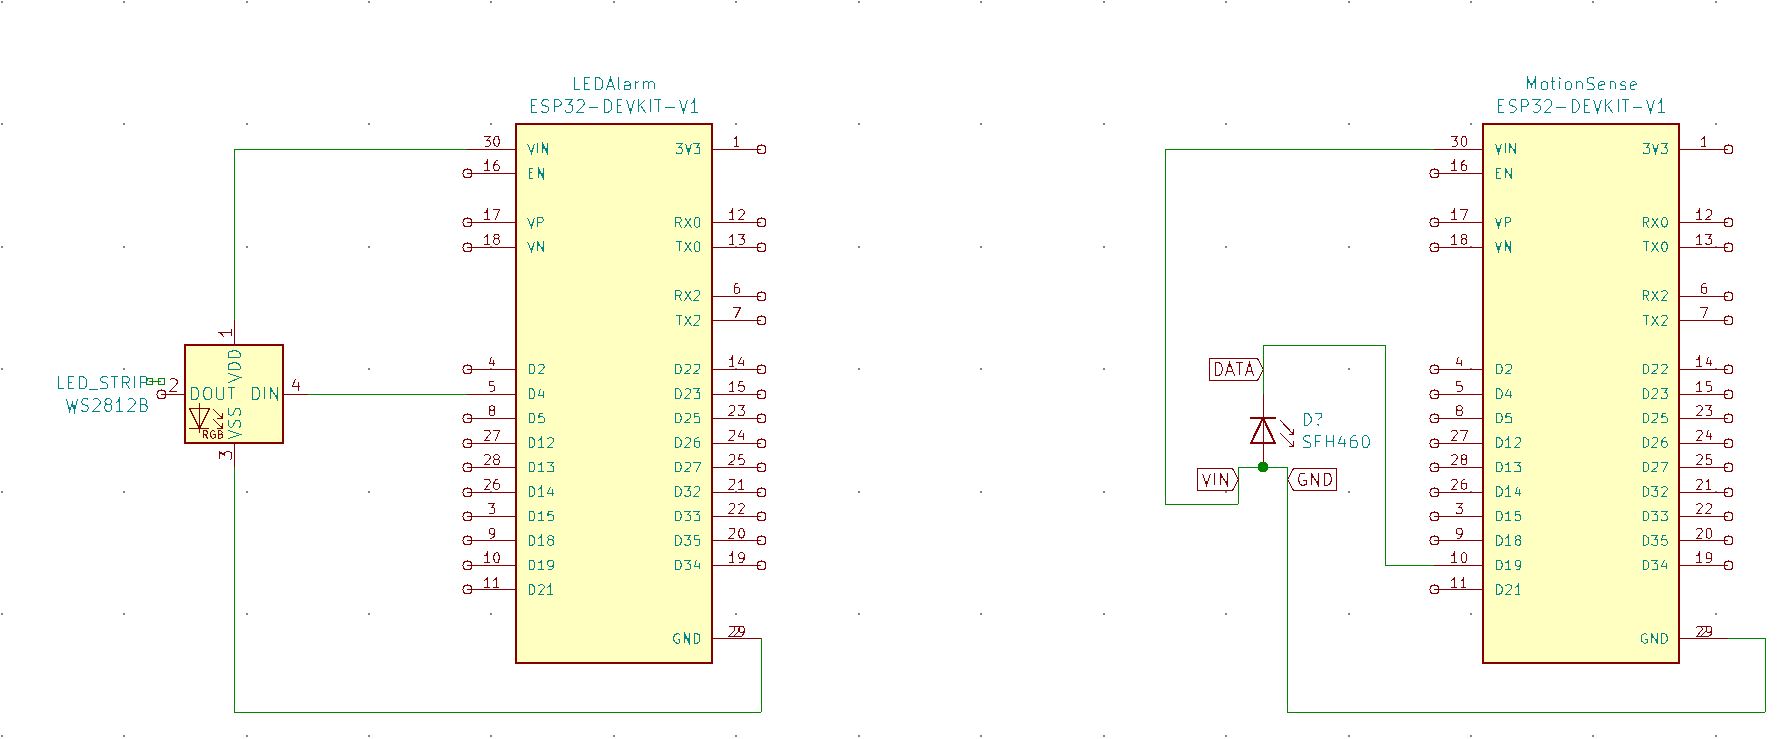 LEDAlarm
ESP32-DEVKIT-V1
30
VIN
3V3
1
16
EN
17
VP
RX0
12
18
VN
TX0
13
RX2
6
TX2
7
4
D2
D22
14
5
D4
D23
15
8
D5
D25
23
27
D12
D26
24
28
D13
D27
25
26
D14
D32
21
3
D15
D33
22
9
D18
D35
20
10
D19
D34
19
11
D21
GND
29
1
VDD
LED_STRIP
WS2812B
2
DOUT
DIN
4
RGB
VSS
3
MotionSense
ESP32-DEVKIT-V1
30
VIN
3V3
1
16
EN
17
VP
RX0
12
18
VN
TX0
13
RX2
6
TX2
7
4
D2
D22
14
5
D4
D23
15
8
D5
D25
23
27
D12
D26
24
28
D13
D27
25
26
D14
D32
21
3
D15
D33
22
9
D18
D35
20
10
D19
D34
19
11
D21
GND
29
DATA
D?
SFH460
VIN
GND